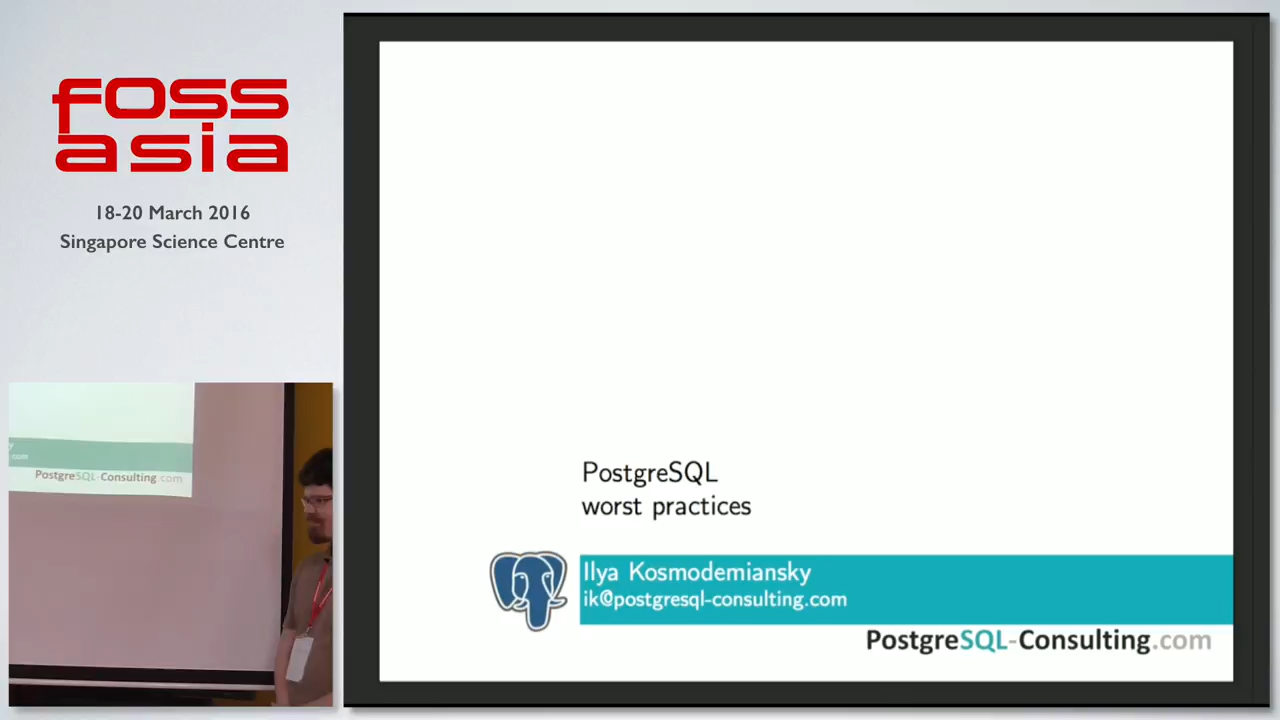 foss
asia
18-20 March 2016
Singapore Science Centre
PostgreSQL-Consulting.com
PostgreSQL
worst practices
Ilya Kosmodemiansky
ik@postgresql-consulting.com
PostgreSQL-Consulting.com